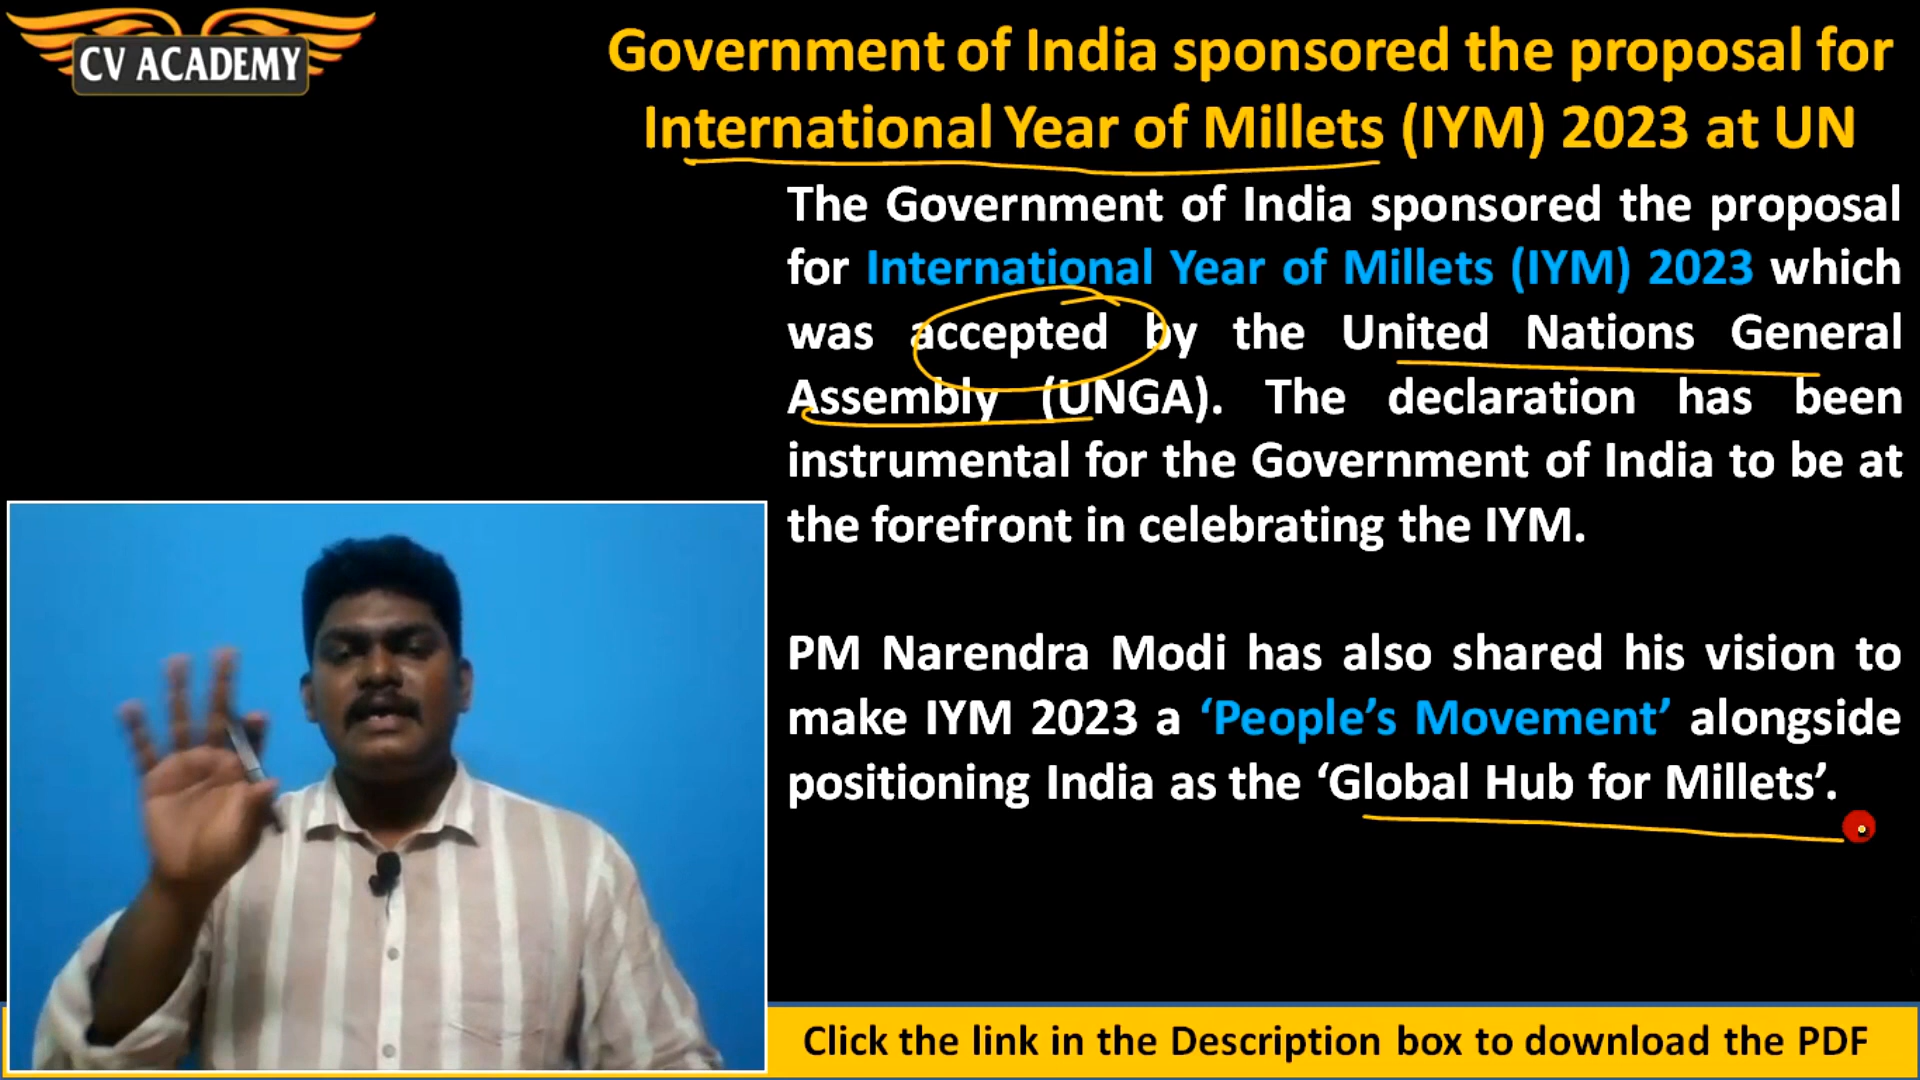 CV ACADEMY
Government of India sponsored the proposal for
International Year of Millets (IYM) 2023 at UN
The Government of India sponsored the proposal
for International Year of Millets (IYM) 2023 which
was accepted by the United Nations General
Assembly (UNGA). The declaration has been
instrumental for the Government of India to be at
the forefront in celebrating the IYM.
PM Narendra Modi has also shared his vision to
make IYM 2023 a ‘People’s Movement’ alongside
positioning India as the ‘Global Hub for Millets’.
Click the link in the Description box to download the PDF